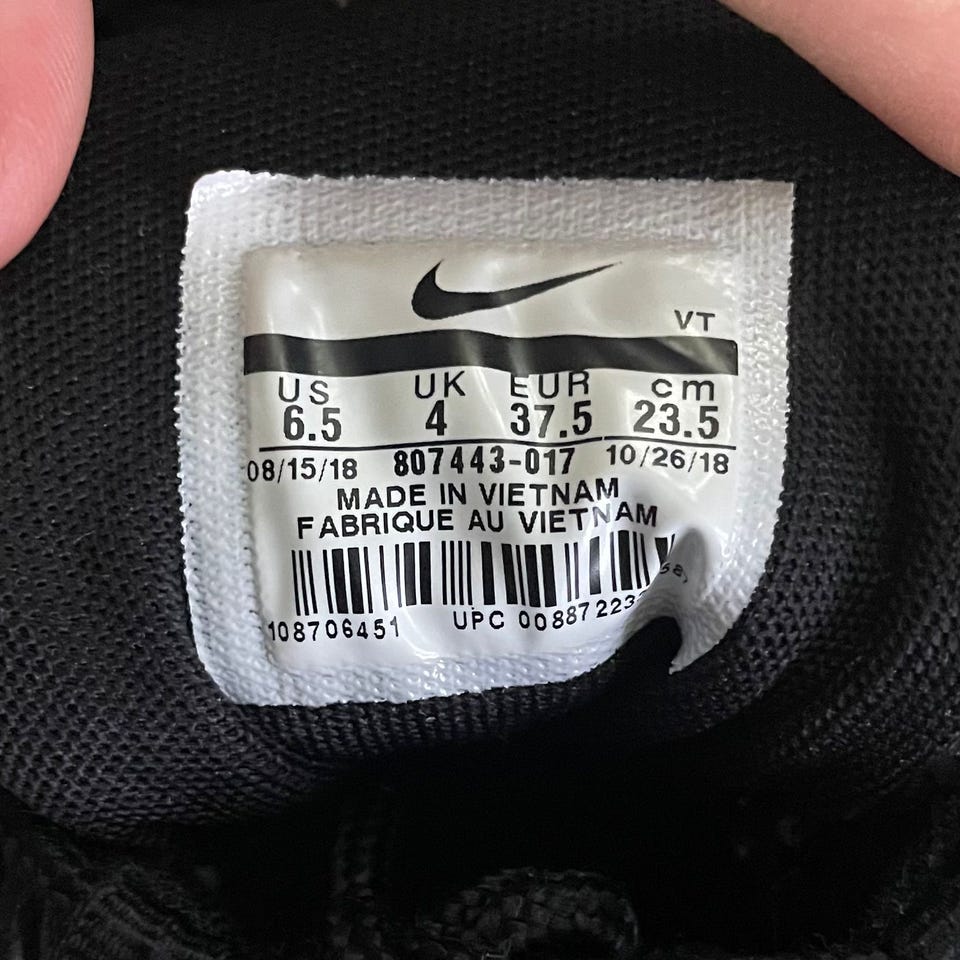 VT
US UK EUR cm
6.5 4 37.5 23.5
08/15/18 807443-017 10/26/18
MADE IN VIETNAM
FABRIQUE AU VIETNAM
108706451 UPC